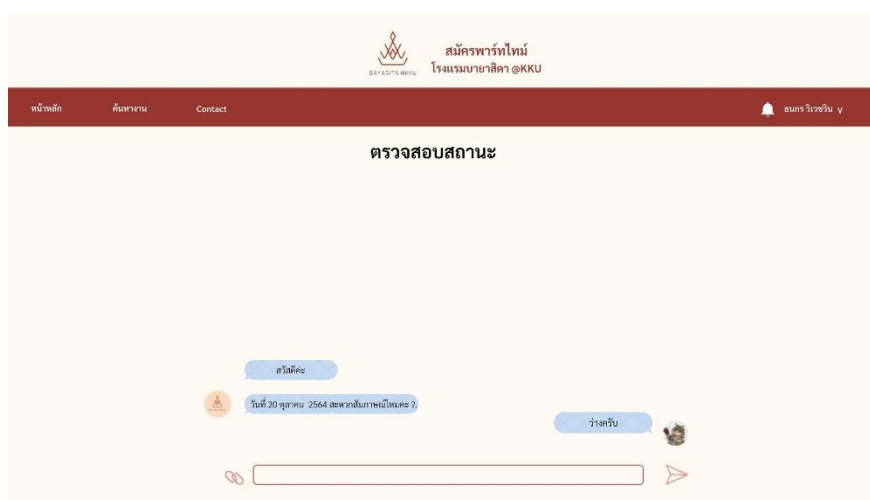 สมัครพาร์ทไทม์
BAYASITA @KKU
โรงแรมบายาสิตา @KKU
หน้าหลัก ค้นหางาน Contact ธนกร วิเวชวิน v
ตรวจสอบสถานะ
สวัสดีค่ะ
วันที่ 20 ตุลาคม 2564 สะดวกสัมภาษณ์ไหมคะ ?.
ว่างครับ